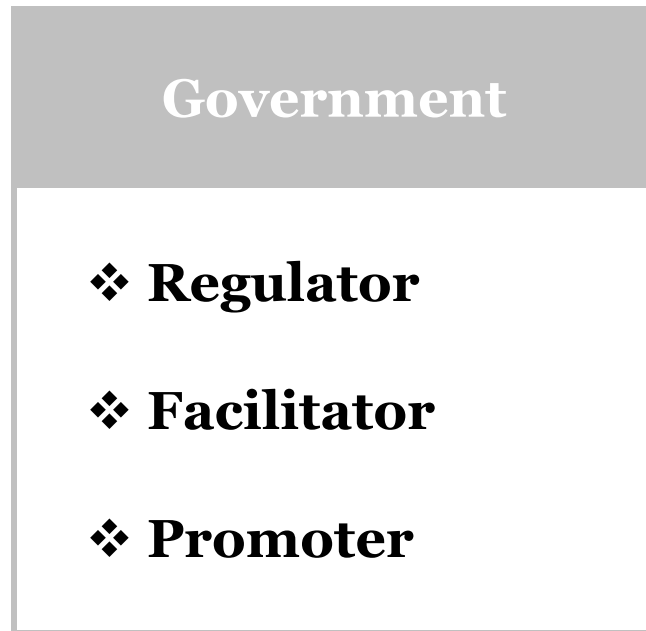 Government
❖ Regulator
❖ Facilitator
❖ Promoter